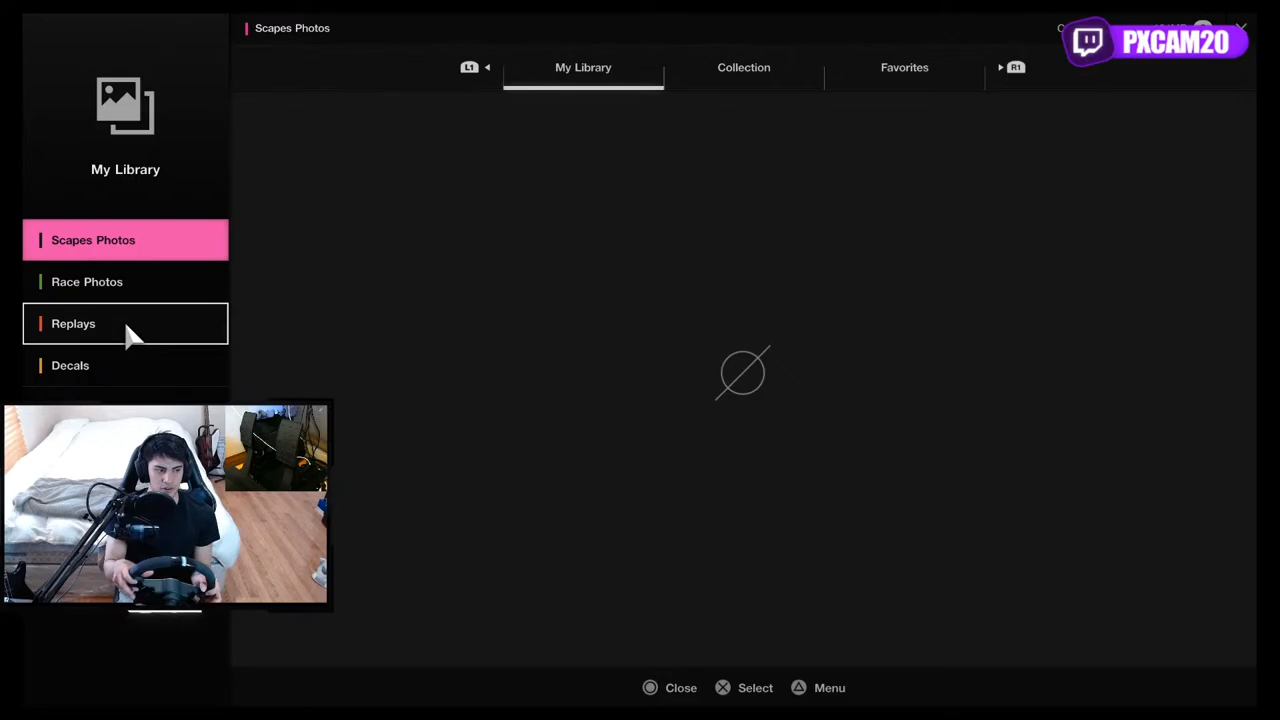 Scapes Photos
PXCAM20
L1 My Library Collection Favorites R1
My Library
Scapes Photos
Race Photos
Replays
Decals
Close Select Menu